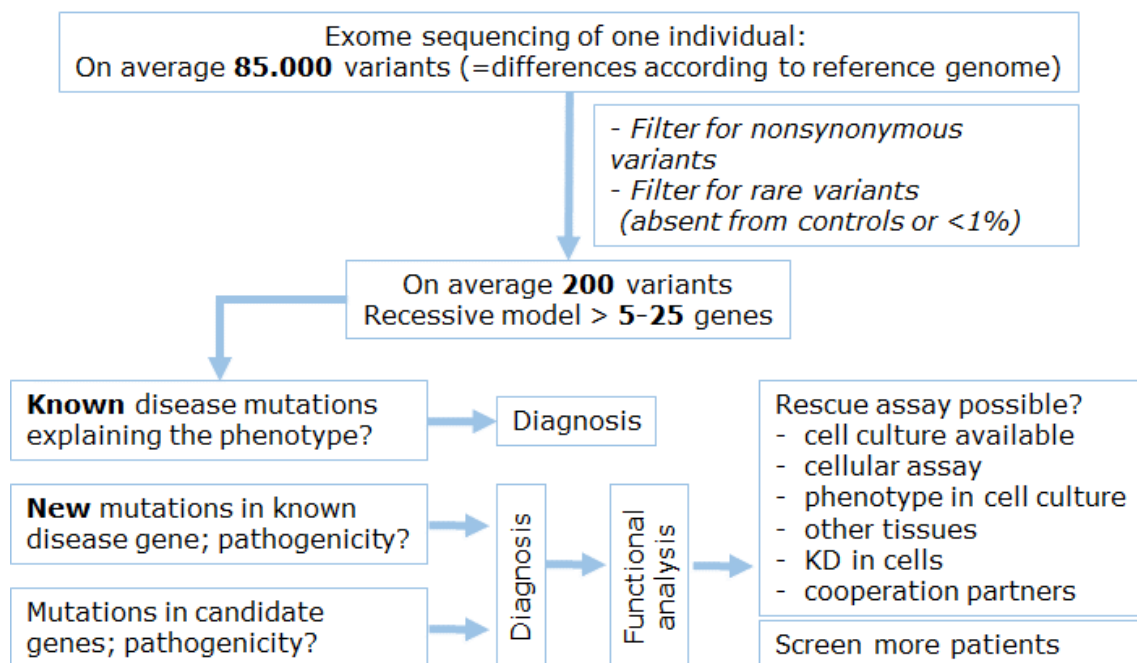 Exome sequencing of one individual:
On average 85.000 variants (=differences according to reference genome)
- Filter for nonsynonymous
variants
- Filter for rare variants
(absent from controls or <1%)
On average 200 variants
Recessive model > 5-25 genes
Known disease mutations
explaining the phenotype?
Diagnosis
New mutations in known
disease gene; pathogenicity?
Mutations in candidate
genes; pathogenicity?
Diagnosis
Functional
analysis
Rescue assay possible?
- cell culture available
- cellular assay
- phenotype in cell culture
- other tissues
- KD in cells
- cooperation partners
Screen more patients